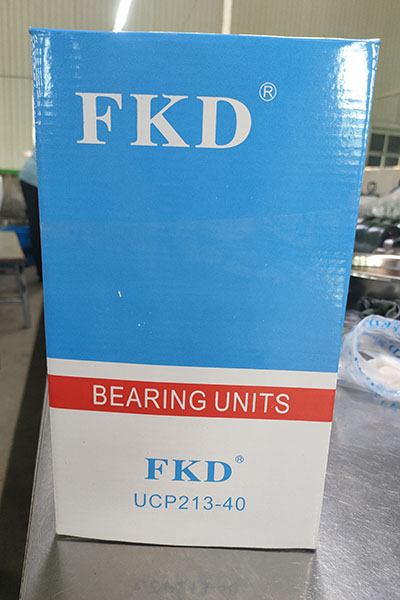 FKD®
BEARING UNITS
FKD®
UCP213-40